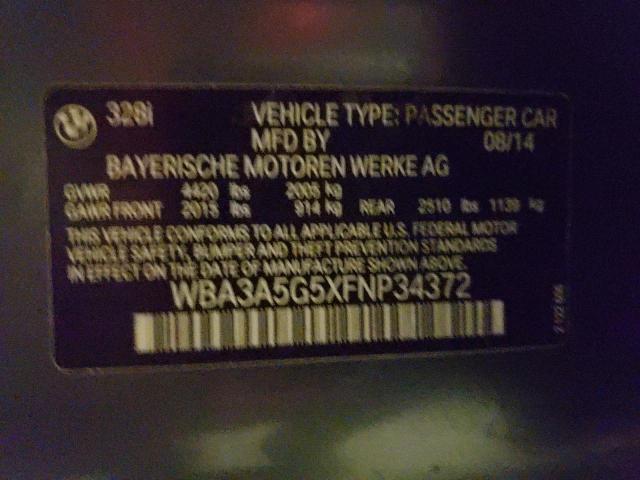 328i VEHICLE TYPE: PASSENGER CAR
MFD BY 08/14
BAYERISCHE MOTOREN WERKE AG
GVWR 4420 lbs 2005 kg
GAWR FRONT 2015 lbs 914 kg REAR 2510 lbs 1139 kg
THIS VEHICLE CONFORMS TO ALL APPLICABLE U.S. FEDERAL MOTOR
VEHICLE SAFETY, BUMPER AND THEFT PREVENTION STANDARDS
IN EFFECT ON THE DATE OF MANUFACTURE SHOWN ABOVE.
WBA3A5G5XFNP34372